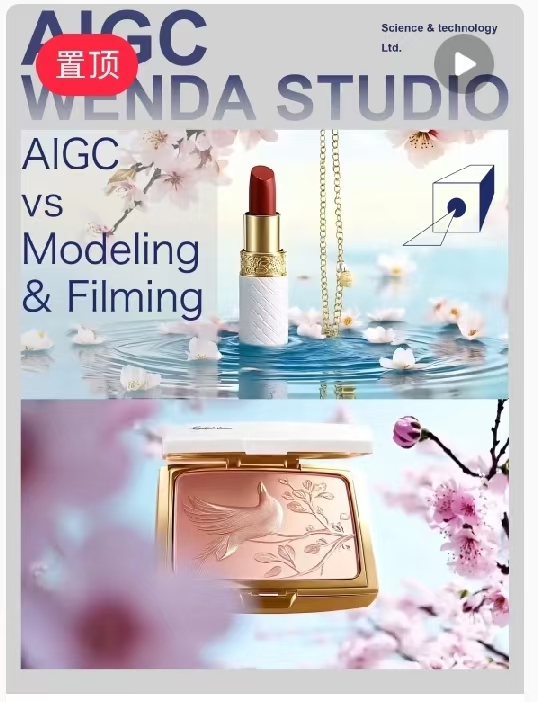 AIGC
Science & technology
Ltd.
置顶
WENDA STUDIO
AIGC
vs
Modeling
& Filming